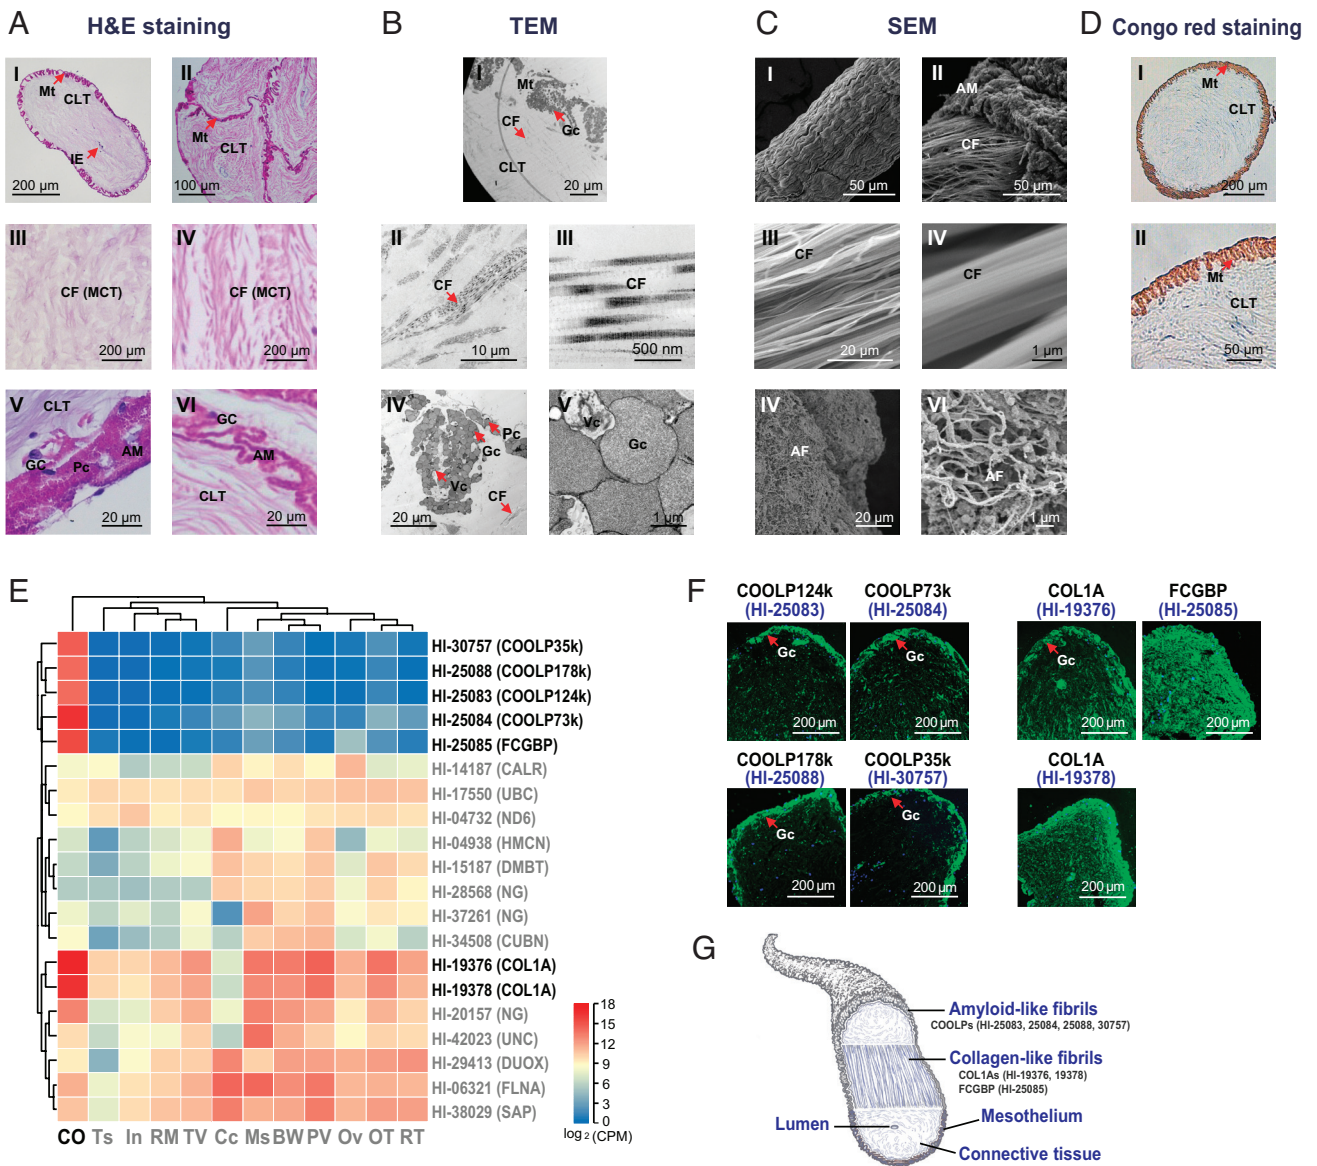 A H&E staining
B TEM
C SEM
D Congo red staining
I
Mt
CLT
IE
200 µm
II
Mt
CLT
100 µm
III
CF (MCT)
200 µm
IV
CF (MCT)
200 µm
V
CLT
GC
Pc
AM
20 µm
VI
GC
AM
CLT
20 µm
I
Mt
CF
Gc
CLT
20 µm
II
CF
10 µm
III
CF
500 nm
IV
Pc
Gc
Vc
CF
20 µm
V
Vc
Gc
1 µm
I
50 µm
II
AM
CF
50 µm
III
CF
20 µm
IV
CF
1 µm
IV
AF
20 µm
VI
AF
1 µm
I
Mt
CLT
200 µm
II
Mt
CLT
50 µm
E
HI-30757 (COOLP35k)
HI-25088 (COOLP178k)
HI-25083 (COOLP124k)
HI-25084 (COOLP73k)
HI-25085 (FCGBP)
HI-14187 (CALR)
HI-17550 (UBC)
HI-04732 (ND6)
HI-04938 (HMCN)
HI-15187 (DMBT)
HI-28568 (NG)
HI-37261 (NG)
HI-34508 (CUBN)
HI-19376 (COL1A)
HI-19378 (COL1A)
HI-20157 (NG)
HI-42023 (UNC)
HI-29413 (DUOX)
HI-06321 (FLNA)
HI-38029 (SAP)
CO Ts In RM TV Cc Ms BW PV Ov OT RT
18
15
12
9
6
3
0
log 2 (CPM)
F
COOLP124k
(HI-25083)
Gc
200 µm
COOLP73k
(HI-25084)
Gc
200 µm
COL1A
(HI-19376)
Gc
200 µm
FCGBP
(HI-25085)
200 µm
COOLP178k
(HI-25088)
Gc
200 µm
COOLP35k
(HI-30757)
Gc
200 µm
COL1A
(HI-19378)
200 µm
G
Amyloid-like fibrils
COOLPs (HI-25083, 25084, 25088, 30757)
Collagen-like fibrils
COL1As (HI-19376, 19378)
FCGBP (HI-25085)
Lumen
Mesothelium
Connective tissue